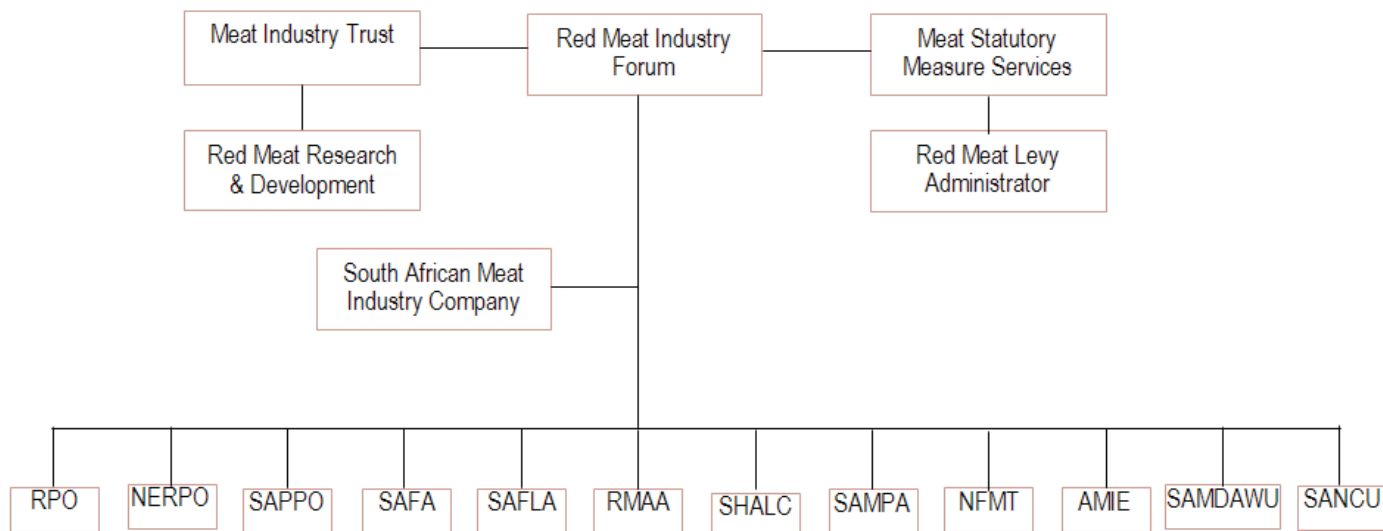 Meat Industry Trust
Red Meat Industry
Forum
Meat Statutory
Measure Services
Red Meat Research
& Development
Red Meat Levy
Administrator
South African Meat
Industry Company
RPO
NERPO
SAPPO
SAFA
SAFLA
RMAA
SHALC
SAMPA
NFMT
AMIE
SAMDAWU
SANCU